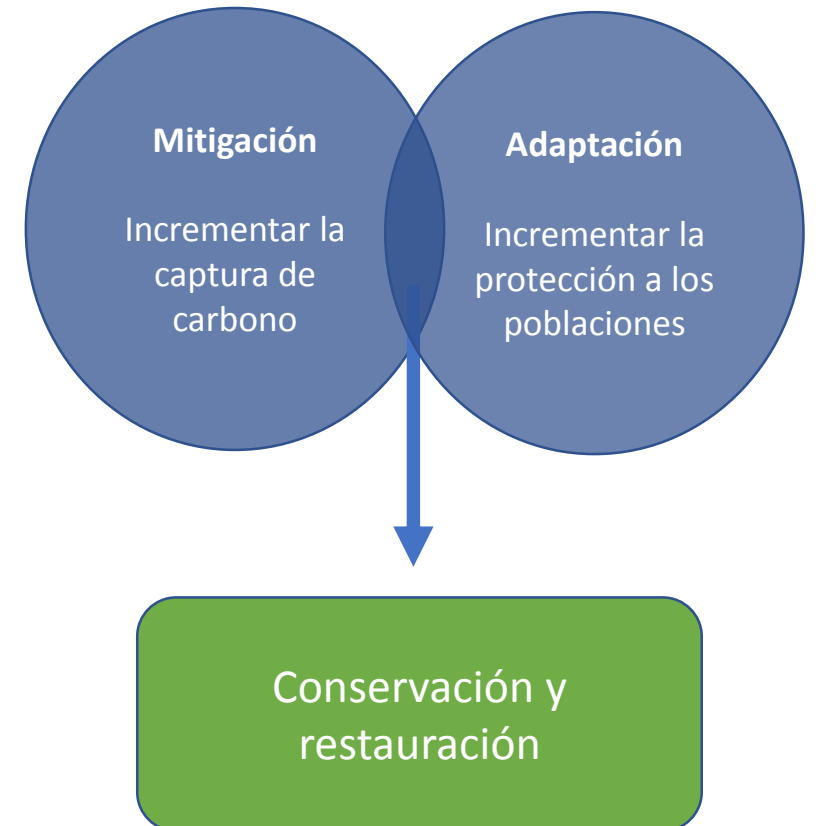 Mitigación
Incrementar la
captura de
carbono
Adaptación
Incrementar la
protección a los
poblaciones
Conservación y
restauración